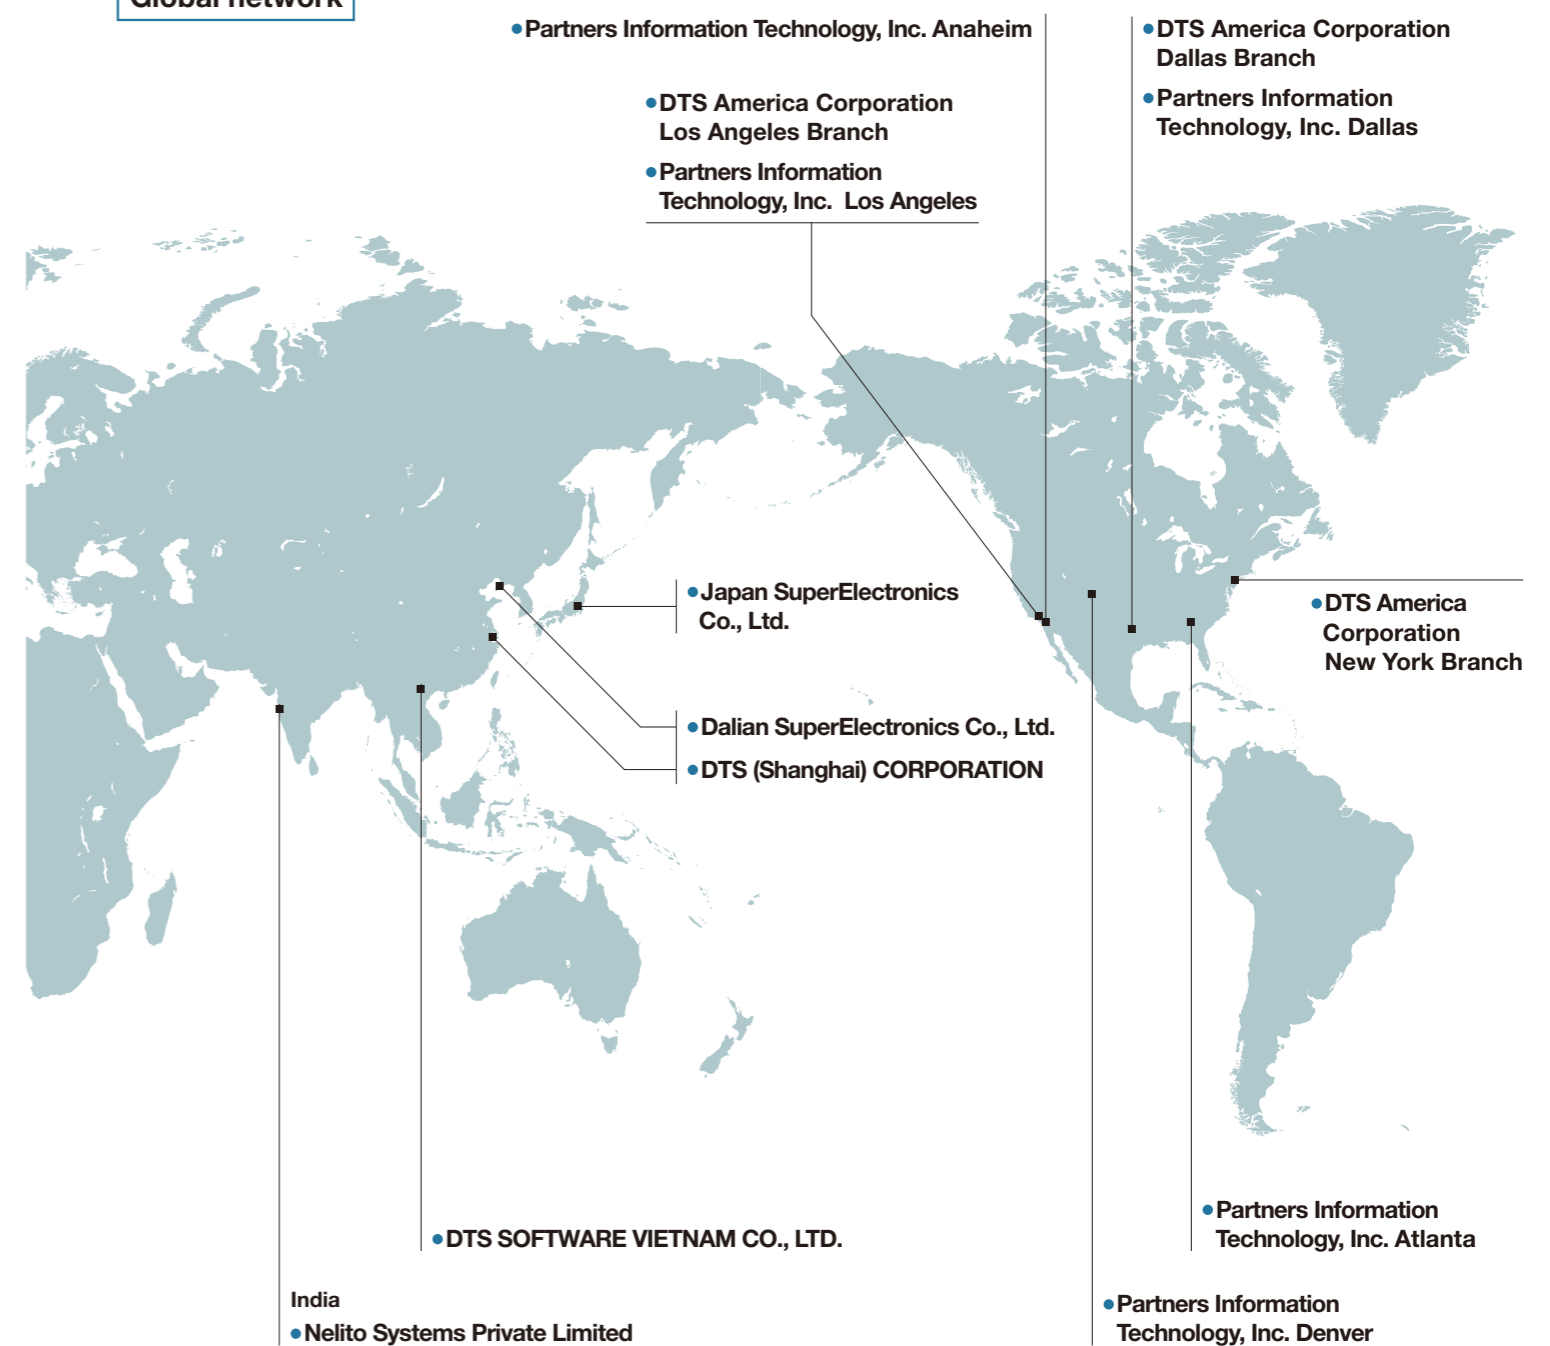 Global network
●Partners Information Technology, Inc. Anaheim
●DTS America Corporation
Dallas Branch
●Partners Information
Technology, Inc. Dallas
●DTS America Corporation
Los Angeles Branch
●Partners Information
Technology, Inc. Los Angeles
●Japan SuperElectronics
Co., Ltd.
●DTS America
Corporation
New York Branch
●Dalian SuperElectronics Co., Ltd.
●DTS (Shanghai) CORPORATION
●Partners Information
Technology, Inc. Atlanta
●DTS SOFTWARE VIETNAM CO., LTD.
India
●Nelito Systems Private Limited
●Partners Information
Technology, Inc. Denver